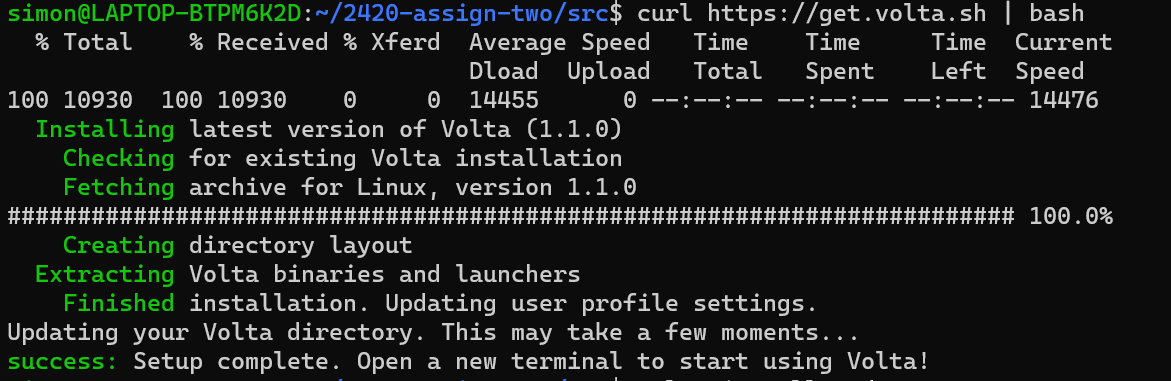 simon@LAPTOP-BTPM6K2D:~/2420-assign-two/src$ curl https://get.volta.sh | bash
  % Total    % Received % Xferd  Average Speed   Time    Time     Time  Current
                                 Dload  Upload   Total   Spent    Left  Speed
100 10930  100 10930    0     0  14455      0 --:--:-- --:--:-- --:--:-- 14476
  Installing latest version of Volta (1.1.0)
    Checking for existing Volta installation
    Fetching archive for Linux, version 1.1.0
######################################################################## 100.0%
    Creating directory layout
  Extracting Volta binaries and launchers
    Finished installation. Updating user profile settings.
Updating your Volta directory. This may take a few moments...
success: Setup complete. Open a new terminal to start using Volta!